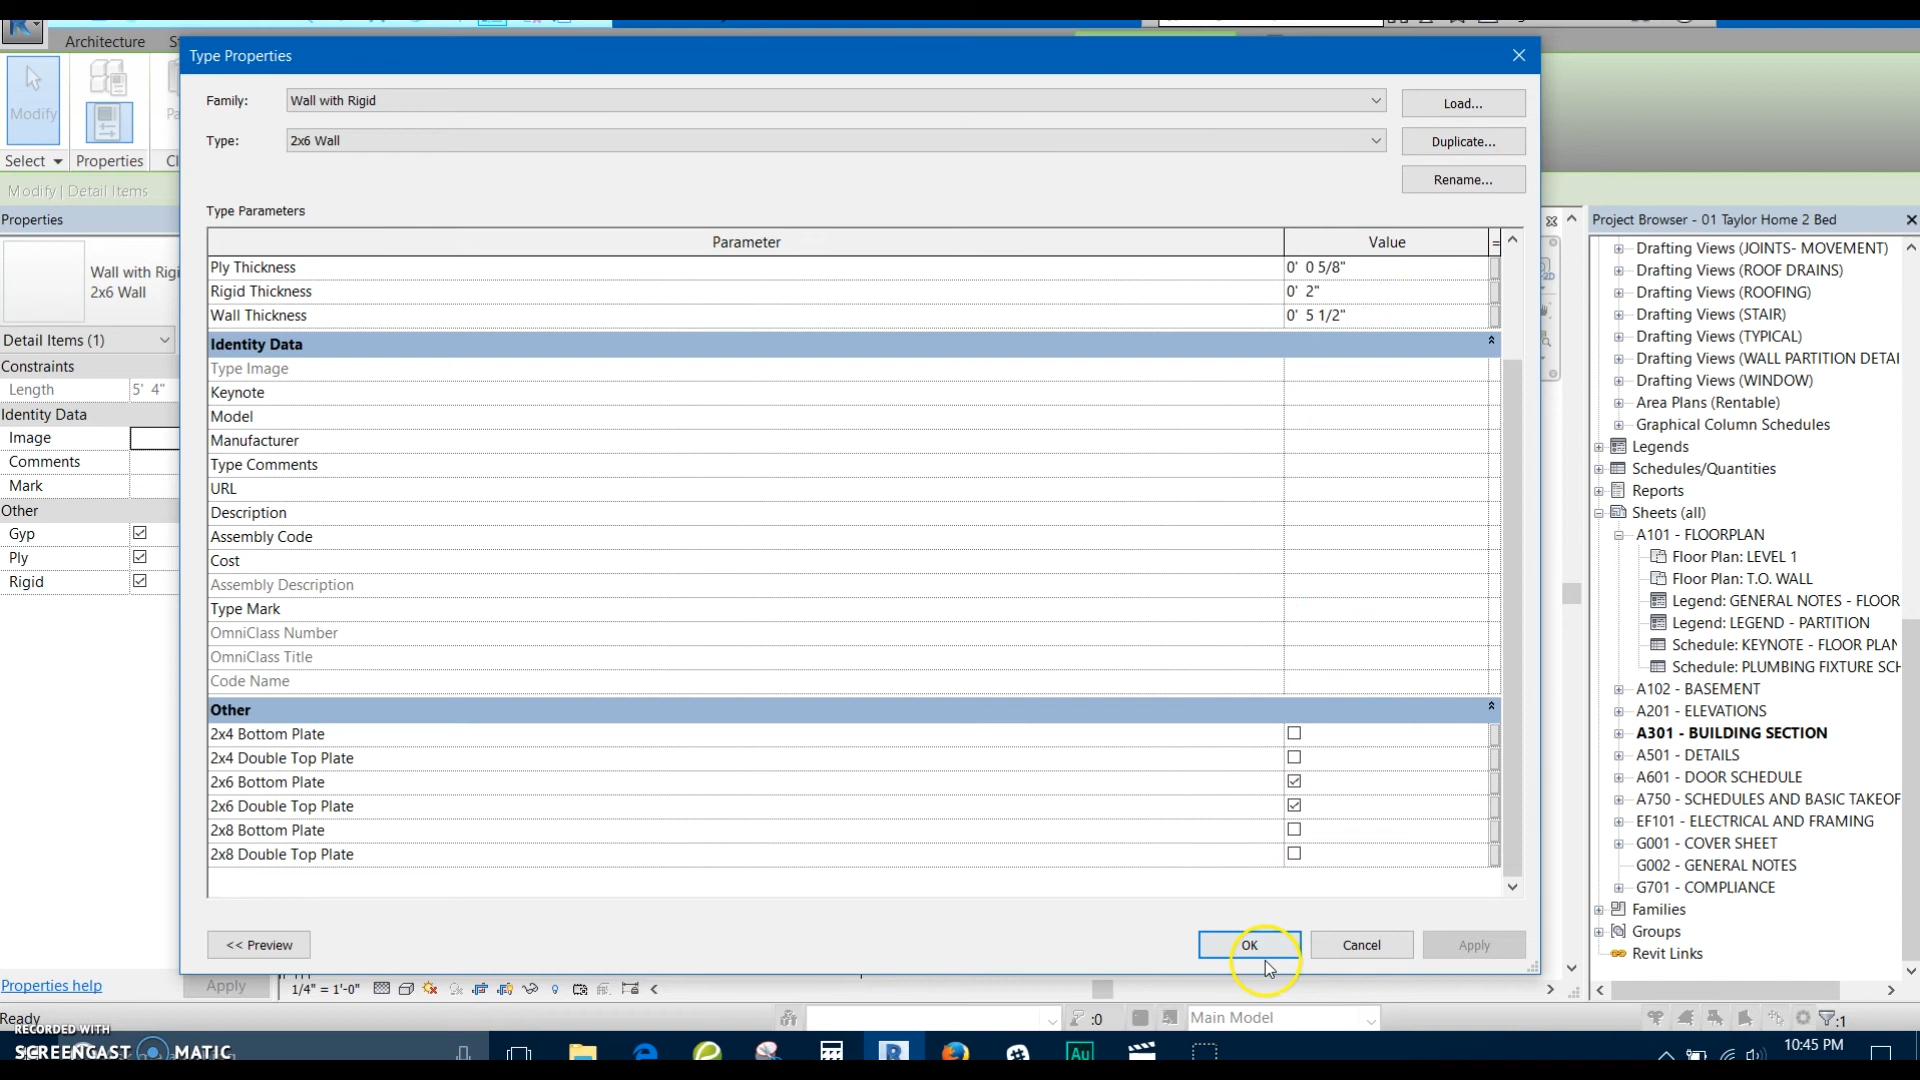 Architecture
Type Properties
Family:
Wall with Rigid
Load...
Type:
2x6 Wall
Duplicate...
Rename...
Modify
Select
Properties
Modify | Detail Items
Type Parameters
Parameter
Value
=
Ply Thickness
0' 0 5/8"
Rigid Thickness
0' 2"
Wall Thickness
0' 5 1/2"
Identity Data
Type Image
Keynote
Model
Manufacturer
Type Comments
URL
Description
Assembly Code
Cost
Assembly Description
Type Mark
OmniClass Number
OmniClass Title
Code Name
Other
2x4 Bottom Plate
2x4 Double Top Plate
2x6 Bottom Plate
2x6 Double Top Plate
2x8 Bottom Plate
2x8 Double Top Plate
<< Preview
OK
Cancel
Apply
Properties
Wall with Rigi
2x6 Wall
Detail Items (1)
Constraints
Length
5' 4"
Identity Data
Image
Comments
Mark
Other
Gyp
Ply
Rigid
Properties help
Apply
1/4" = 1'-0"
Ready
:0
Main Model
:1
Project Browser - 01 Taylor Home 2 Bed
Drafting Views (JOINTS- MOVEMENT)
Drafting Views (ROOF DRAINS)
Drafting Views (ROOFING)
Drafting Views (STAIR)
Drafting Views (TYPICAL)
Drafting Views (WALL PARTITION DETAI
Drafting Views (WINDOW)
Area Plans (Rentable)
Graphical Column Schedules
Legends
Schedules/Quantities
Reports
Sheets (all)
A101 - FLOORPLAN
Floor Plan: LEVEL 1
Floor Plan: T.O. WALL
Legend: GENERAL NOTES - FLOOR
Legend: LEGEND - PARTITION
Schedule: KEYNOTE - FLOOR PLAN
Schedule: PLUMBING FIXTURE SCH
A102 - BASEMENT
A201 - ELEVATIONS
A301 - BUILDING SECTION
A501 - DETAILS
A601 - DOOR SCHEDULE
A750 - SCHEDULES AND BASIC TAKEOF
EF101 - ELECTRICAL AND FRAMING
G001 - COVER SHEET
G002 - GENERAL NOTES
G701 - COMPLIANCE
Families
Groups
Revit Links
RECORDED WITH
SCREENCAST MATIC
Au
10:45 PM